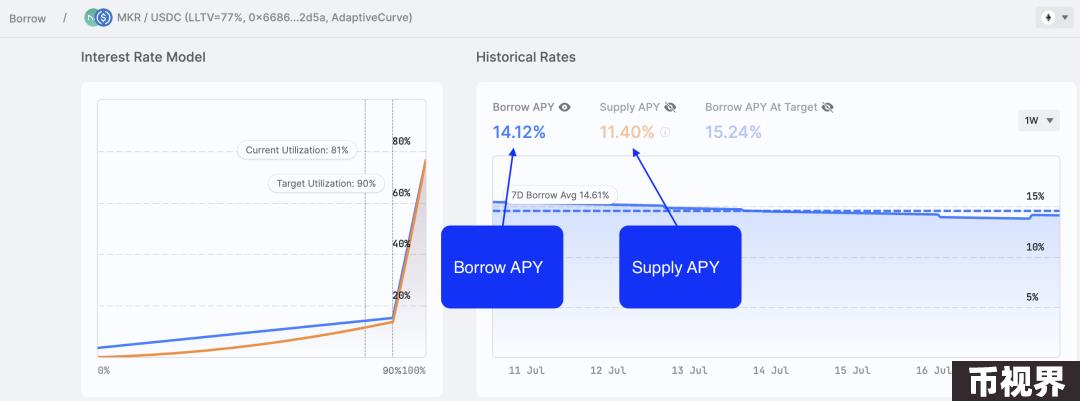 Borrow / MKR / USDC (LLTV=77%, 0×6686...2d5a, AdaptiveCurve)
Interest Rate Model
Historical Rates
Current Utilization: 81%
Target Utilization: 90%
80%
60%
40%
20%
0%
90%100%
Borrow APY
14.12%
Supply APY
11.40%
Borrow APY At Target
15.24%
1W
7D Borrow Avg 14.61%
15%
10%
5%
Borrow APY
Supply APY
11 Jul
12 Jul
13 Jul
14 Jul
15 Jul
16 Jul
币视界